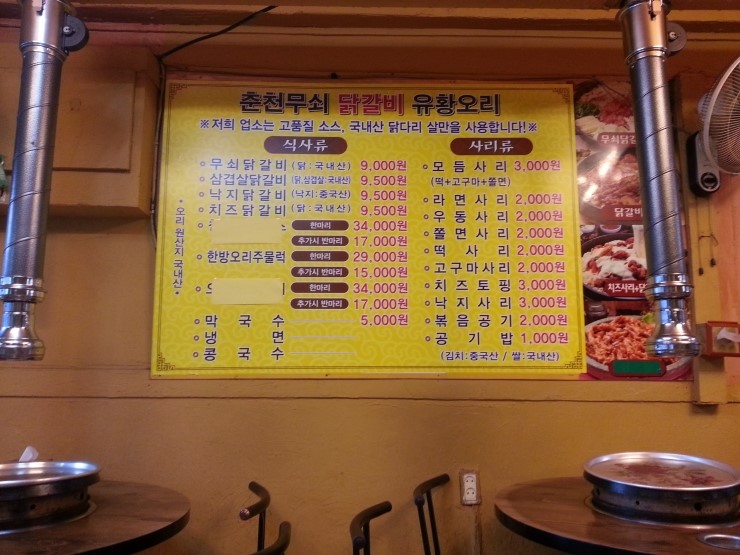 춘천무쇠 닭갈비 유황오리
※저희 업소는 고품질 소스, 국내산 닭다리 살만을 사용합니다!※
식사류
무쇠닭갈비 (닭:국내산) 9,000원
삼겹살닭갈비 (닭,삼겹살:국내산) 9,500원
낙지닭갈비 (낙지:중국산) 9,500원
치즈닭갈비 (닭:국내산) 9,500원
한마리 34,000원
추가시 반마리 17,000원
한방오리주물럭 한마리 29,000원
추가시 반마리 15,000원
한마리 34,000원
추가시 반마리 17,000원
막국수 5,000원
냉면
콩국수
*오리 원산지 국내산*
사리류
모듬사리 3,000원
(떡+고구마+쫄면)
라면사리 2,000원
우동사리 2,000원
쫄면사리 2,000원
떡사리 2,000원
고구마사리 2,000원
치즈토핑 3,000원
낙지사리 3,000원
볶음공기 2,000원
공기밥 1,000원
(김치:중국산 / 쌀:국내산)
무쇠닭갈
닭갈비
치즈사리+